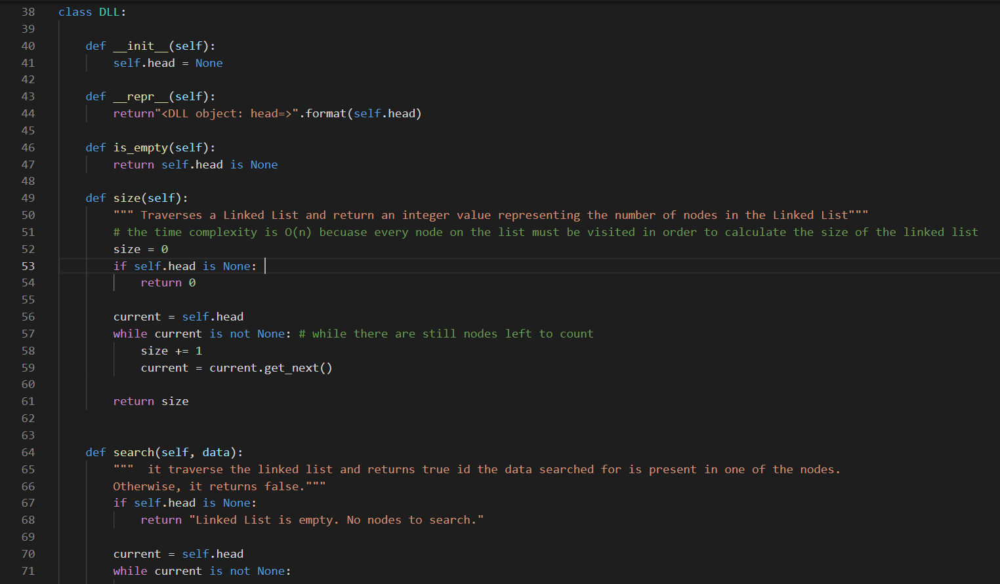 38 class DLL:
39
40     def __init__(self):
41         self.head = None
42
43     def __repr__(self):
44         return"<DLL object: head=>".format(self.head)
45
46     def is_empty(self):
47         return self.head is None
48
49     def size(self):
50         """ Traverses a Linked List and return an integer value representing the number of nodes in the Linked List"""
51         # the time complexity is O(n) becuase every node on the list must be visited in order to calculate the size of the linked list
52         size = 0
53         if self.head is None:
54             return 0
55
56         current = self.head
57         while current is not None: # while there are still nodes left to count
58             size += 1
59             current = current.get_next()
60
61         return size
62
63
64     def search(self, data):
65         """  it traverse the linked list and returns true id the data searched for is present in one of the nodes.
66         Otherwise, it returns false."""
67         if self.head is None:
68             return "Linked List is empty. No nodes to search."
69
70         current = self.head
71         while current is not None: